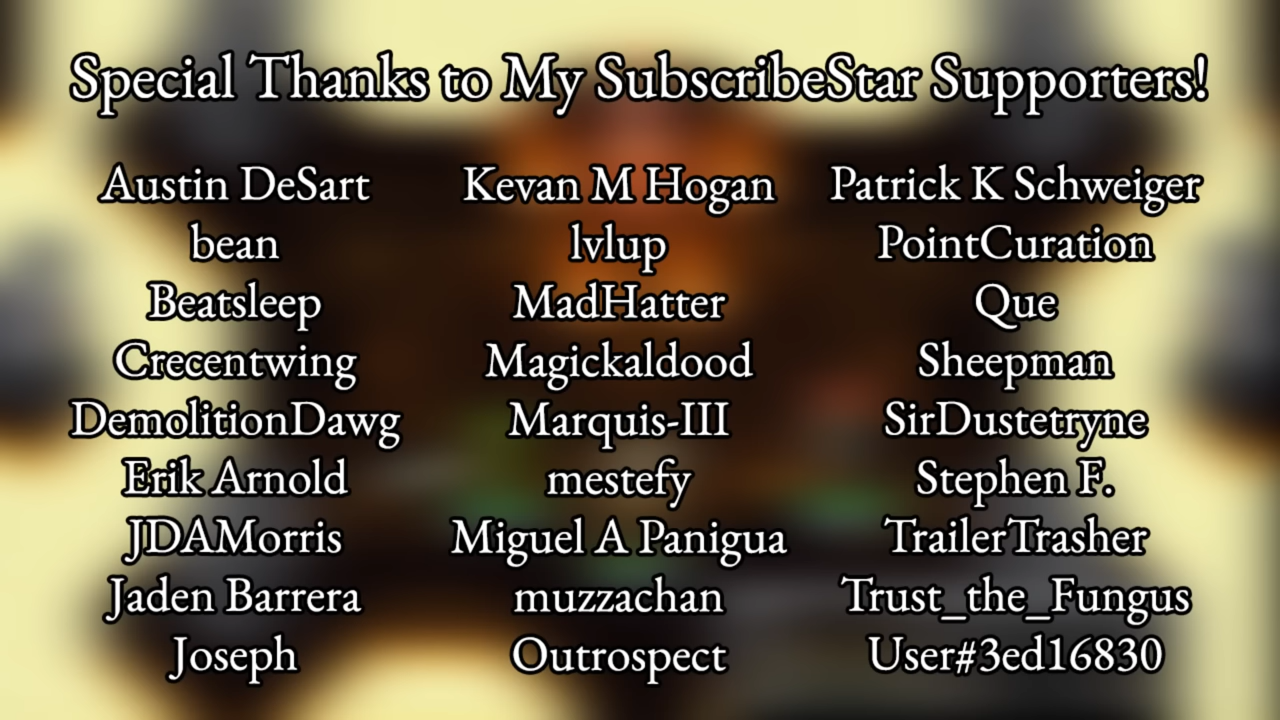 Special Thanks to My SubscribeStar Supporters!
Austin DeSart
bean
Beatsleep
Crecentwing
DemolitionDawg
Erik Arnold
JDAMorris
Jaden Barrera
Joseph
Kevan M Hogan
lvlup
MadHatter
Magickaldood
Marquis-III
mestefy
Miguel A Panigua
muzzachan
Outrospect
Patrick K Schweiger
PointCuration
Que
Sheepman
SirDustetryne
Stephen F.
TrailerTrasher
Trust_the_Fungus
User#3ed16830